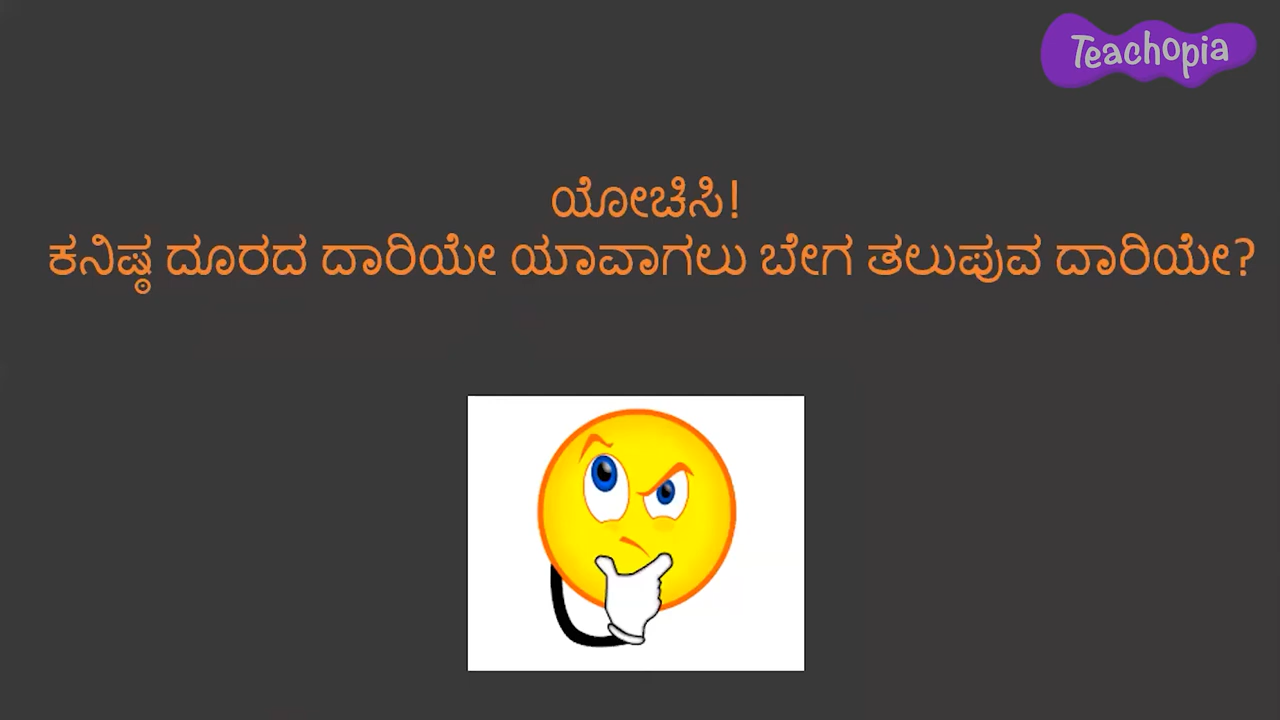 Teachopia
ಯೋಚಿಸಿ!
ಕನಿಷ್ಠ ದೂರದ ದಾರಿಯೇ ಯಾವಾಗಲು ಬೇಗ ತಲುಪುವ ದಾರಿಯೇ?